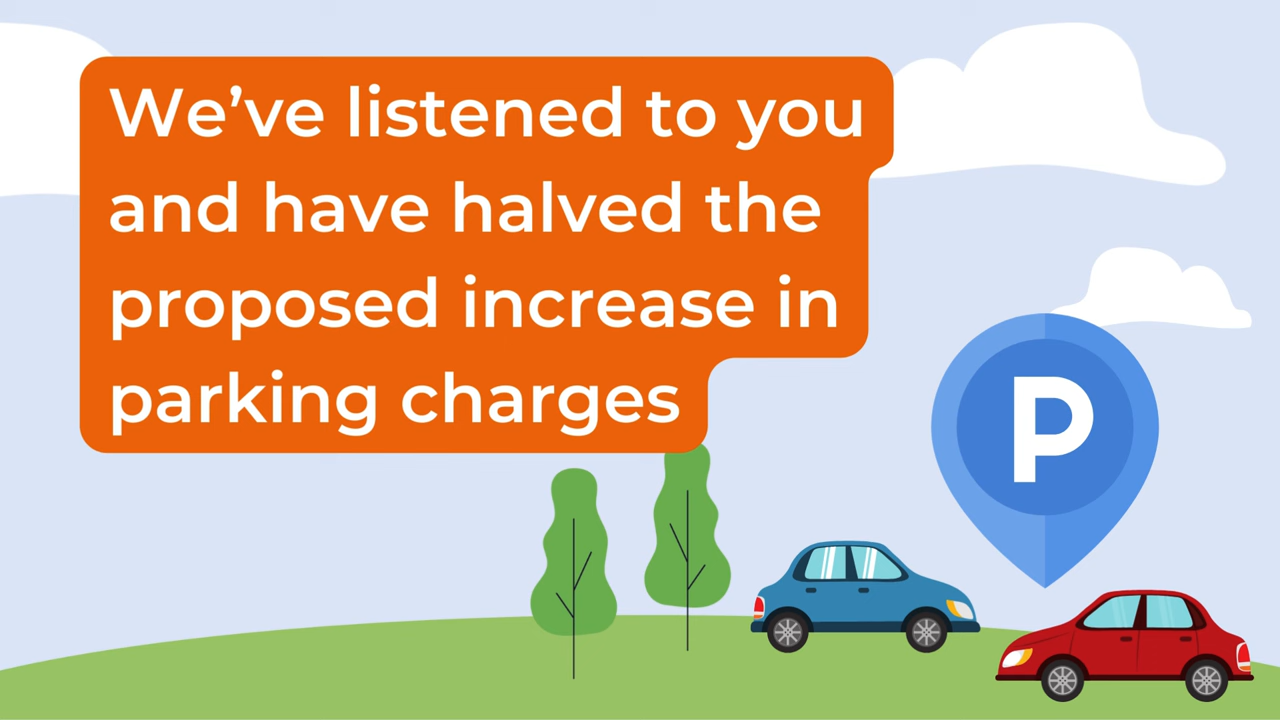 We’ve listened to you
and have halved the
proposed increase in
parking charges
P